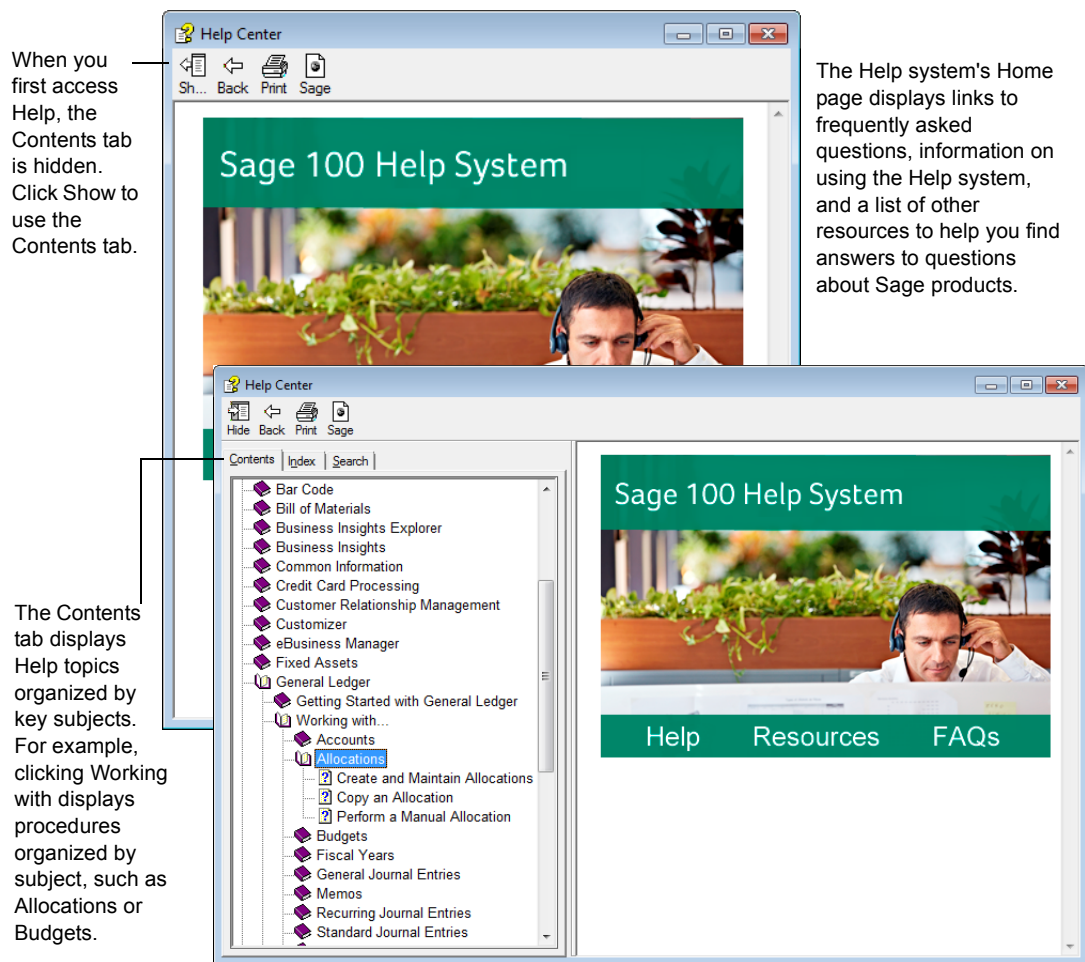 When you
first access
Help, the
Contents tab
is hidden.
Click Show to
use the
Contents tab.
Help Center
Sh... Back Print Sage
Sage 100 Help System
The Help system's Home
page displays links to
frequently asked
questions, information on
using the Help system,
and a list of other
resources to help you find
answers to questions
about Sage products.
Help Center
Hide Back Print Sage
Contents Index Search
Bar Code
Bill of Materials
Business Insights Explorer
Business Insights
Common Information
Credit Card Processing
Customer Relationship Management
Customizer
eBusiness Manager
Fixed Assets
General Ledger
Getting Started with General Ledger
Working with...
Accounts
Allocations
Create and Maintain Allocations
Copy an Allocation
Perform a Manual Allocation
Budgets
Fiscal Years
General Journal Entries
Memos
Recurring Journal Entries
Standard Journal Entries
Sage 100 Help System
Help Resources FAQs
The Contents
tab displays
Help topics
organized by
key subjects.
For example,
clicking Working
with displays
procedures
organized by
subject, such as
Allocations or
Budgets.